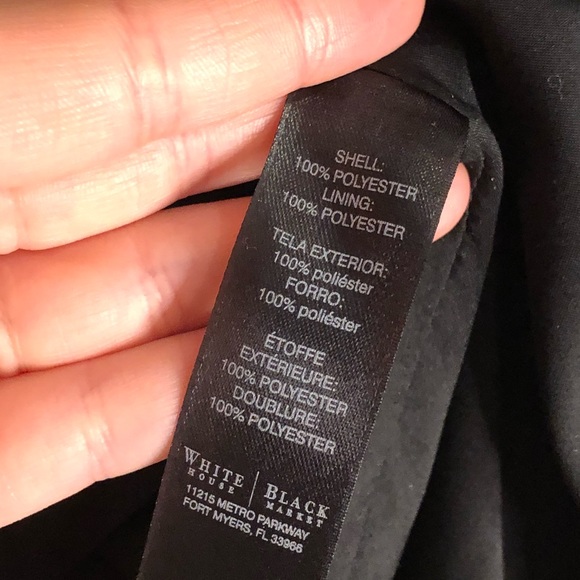 SHELL:
100% POLYESTER
LINING:
100% POLYESTER
TELA EXTERIOR:
100% poliéster
FORRO:
100% poliéster
ÉTOFFE
EXTÉRIEURE:
100% POLYESTER
DOUBLURE:
100% POLYESTER
WHITE | BLACK
HOUSE MARKET
11215 METRO PARKWAY
FORT MYERS, FL 33966